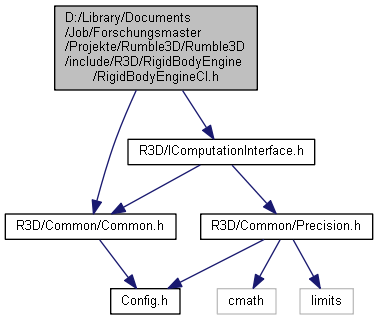 D:/Library/Documents
/Job/Forschungsmaster
/Projekte/Rumble3D/Rumble3D
/include/R3D/RigidBodyEngine
/RigidBodyEngineCI.h
R3D/IComputationInterface.h
R3D/Common/Common.h
R3D/Common/Precision.h
Config.h
cmath
limits